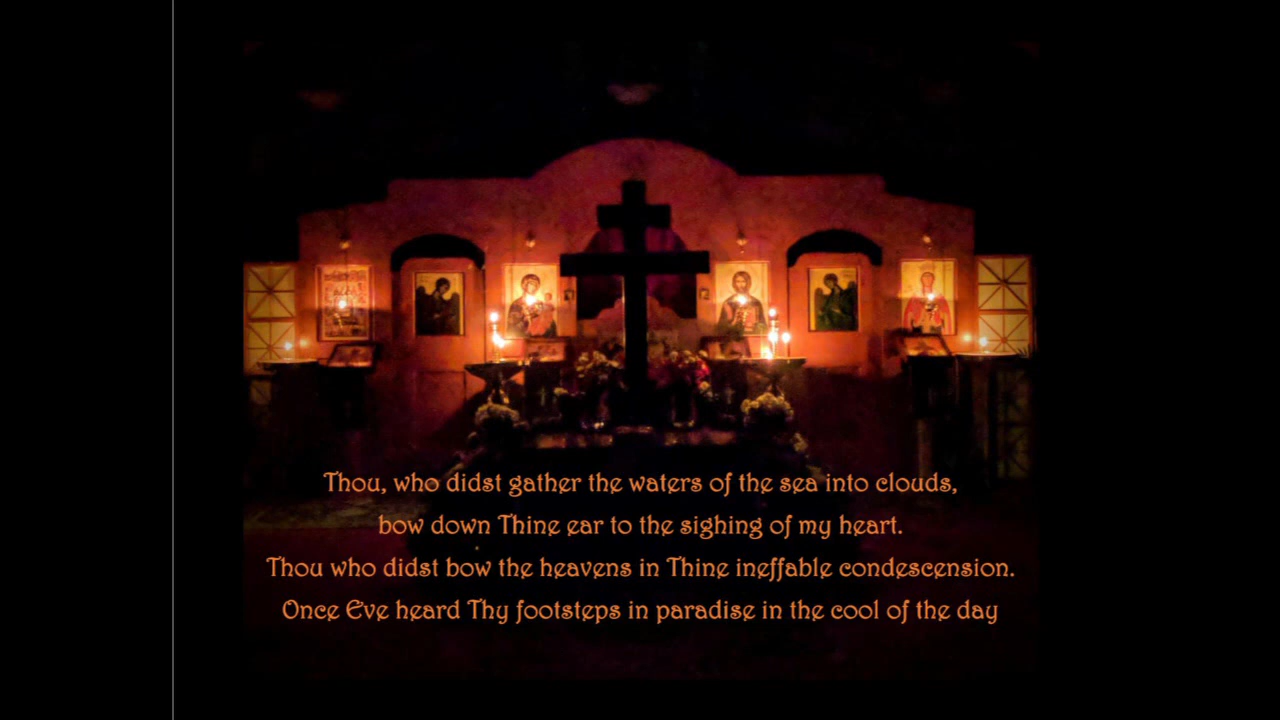 Thou, who didst gather the waters of the sea into clouds,
bow down Thine ear to the sighing of my heart.
Thou who didst bow the heavens in Thine ineffable condescension.
Once Eve heard Thy footsteps in paradise in the cool of the day